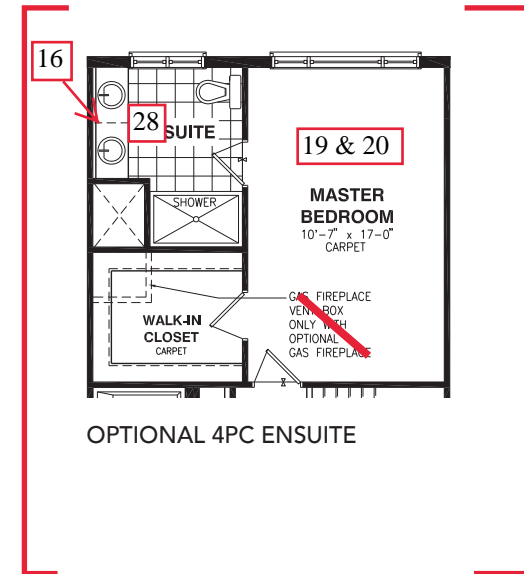 16
28
SUITE
19 & 20
SHOWER
MASTER
BEDROOM
10'-7" x 17-0"
CARPET
GAS FIREPLACE
VENT BOX
ONLY WITH
OPTIONAL
GAS FIREPLACE
WALK-IN
CLOSET
CARPET
OPTIONAL 4PC ENSUITE